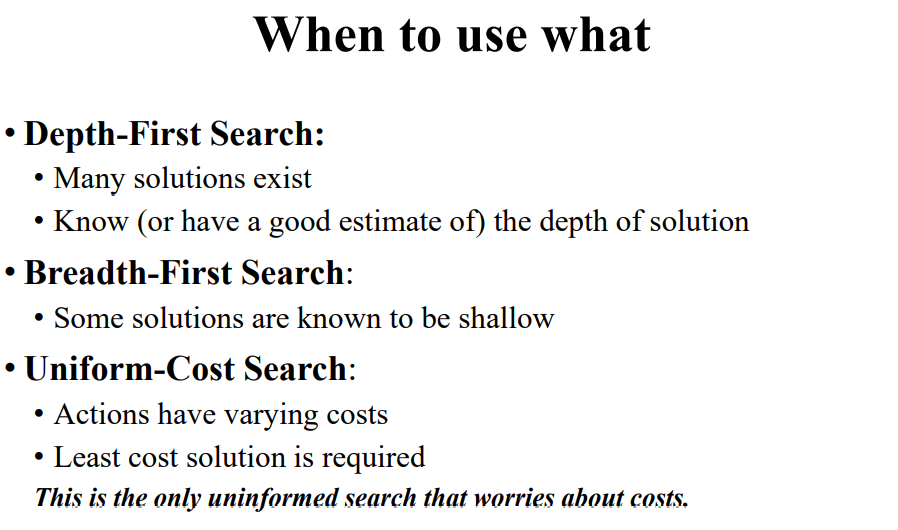 When to use what
• Depth-First Search:
• Many solutions exist
• Know (or have a good estimate of) the depth of solution
• Breadth-First Search:
• Some solutions are known to be shallow
• Uniform-Cost Search:
• Actions have varying costs
• Least cost solution is required
This is the only uninformed search that worries about costs.